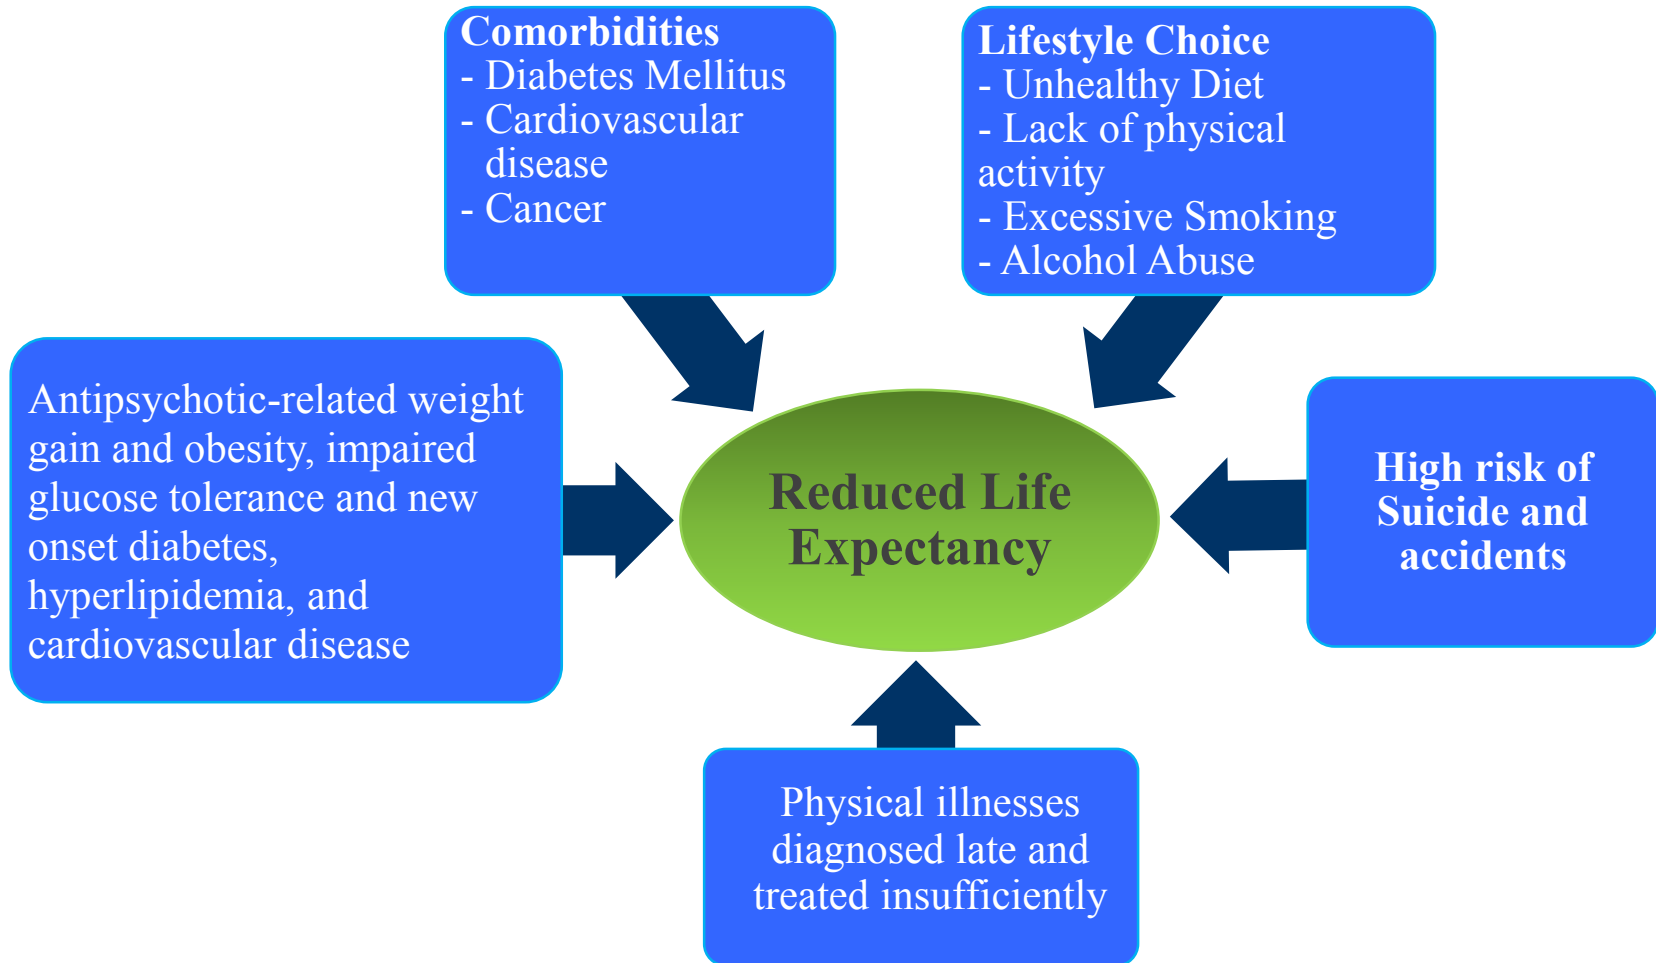 Comorbidities
- Diabetes Mellitus
- Cardiovascular
disease
- Cancer
Lifestyle Choice
- Unhealthy Diet
- Lack of physical
activity
- Excessive Smoking
- Alcohol Abuse
Antipsychotic-related weight
gain and obesity, impaired
glucose tolerance and new
onset diabetes,
hyperlipidemia, and
cardiovascular disease
Reduced Life
Expectancy
High risk of
Suicide and
accidents
Physical illnesses
diagnosed late and
treated insufficiently